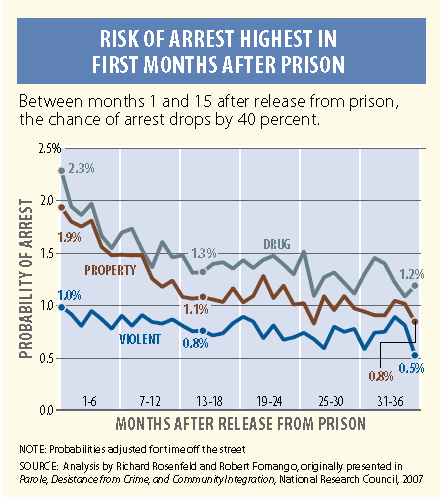 RISK OF ARREST HIGHEST IN
FIRST MONTHS AFTER PRISON
Between months 1 and 15 after release from prison,
the chance of arrest drops by 40 percent.
PROBABILITY OF ARREST
2.5%
2.0
1.5
1.0
0.5
0.0
2.3%
1.9%
1.0%
DRUG
PROPERTY
VIOLENT
1.3%
1.1%
0.8%
1.2%
0.8%
0.5%
1-6
7-12
13-18
19-24
25-30
31-36
MONTHS AFTER RELEASE FROM PRISON
NOTE: Probabilities adjusted for time off the street
SOURCE: Analysis by Richard Rosenfeld and Robert Fornango, originally presented in
Parole, Desistance from Crime, and Community Integration, National Research Council, 2007